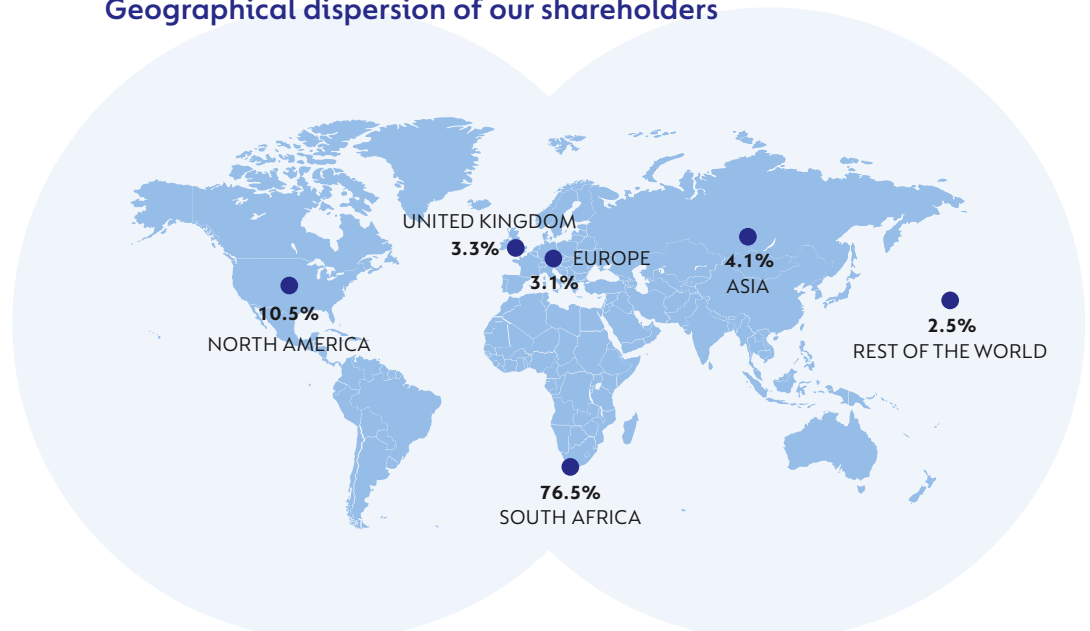 Geographical dispersion of our shareholders
UNITED KINGDOM
3.3%
EUROPE
3.1%
4.1%
ASIA
10.5%
NORTH AMERICA
2.5%
REST OF THE WORLD
76.5%
SOUTH AFRICA